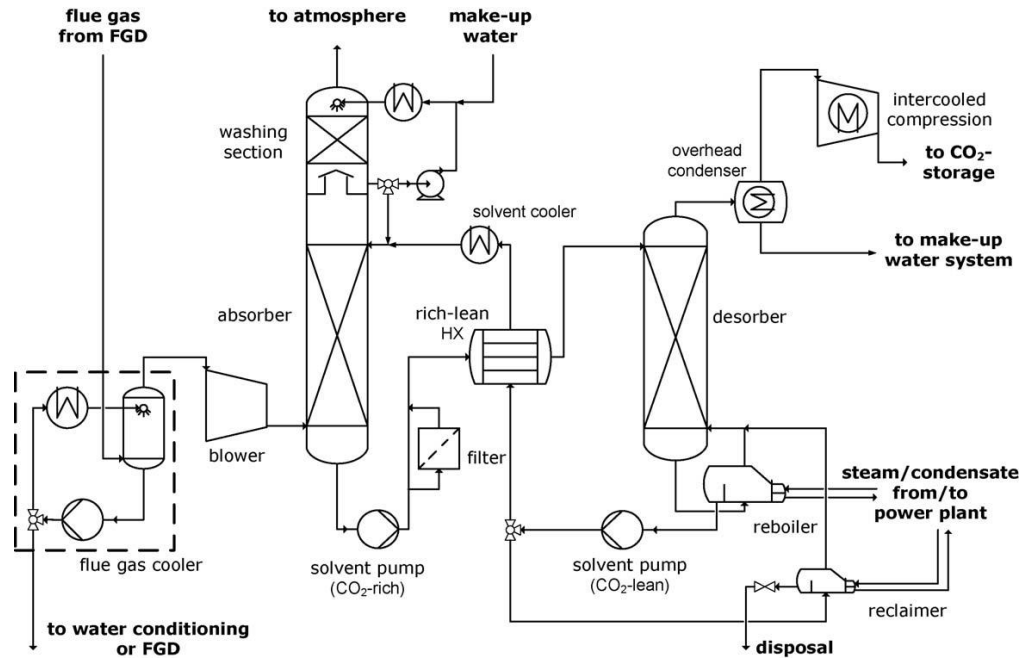 flue gas
from FGD
to atmosphere
make-up
water
washing
section
intercooled
compression
overhead
condenser
to CO₂-
storage
solvent cooler
to make-up
water system
absorber
rich-lean
HX
desorber
blower
filter
steam/condensate
from/to
power plant
reboiler
flue gas cooler
solvent pump
(CO₂-rich)
solvent pump
(CO₂-lean)
reclaimer
to water conditioning
or FGD
disposal